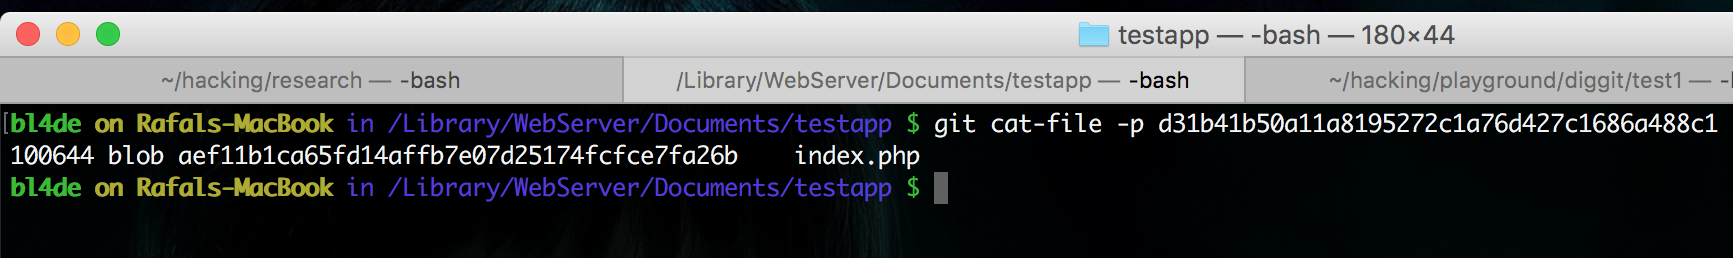 testapp — -bash — 180×44
~/hacking/research — -bash
/Library/WebServer/Documents/testapp — -bash
~/hacking/playground/diggit/test1 —
[bl4de on Rafals-MacBook in /Library/WebServer/Documents/testapp $ git cat-file -p d31b41b50a11a8195272c1a76d427c1686a488c1
100644 blob aef11b1ca65fd14affb7e07d25174fcfce7fa26b    index.php
bl4de on Rafals-MacBook in /Library/WebServer/Documents/testapp $